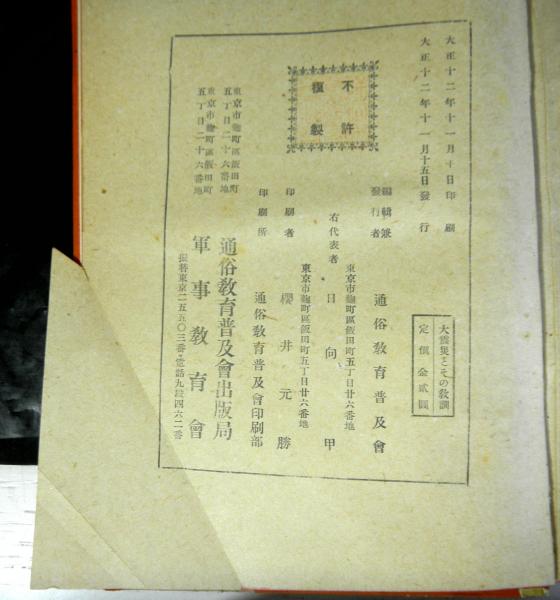 大正十二年十一月十日印刷
大正十二年十一月十五日發行
大震災とその教訓
定價金貳圓
不許
複製
編輯兼
發行者
通俗教育普及會
東京市麴町區飯田町五丁目廿六番地
右代表者
日向甲
東京市麴町區飯田町五丁目廿六番地
印刷者
櫻井元勝
印刷所
通俗教育普及會印刷部
東京市麴町區飯田町
五丁目二十六番地
通俗教育普及會出版局
東京市麴町區飯田町
五丁目二十六番地
軍事教育會
振替東京二五五〇三番・電話九段四六二番